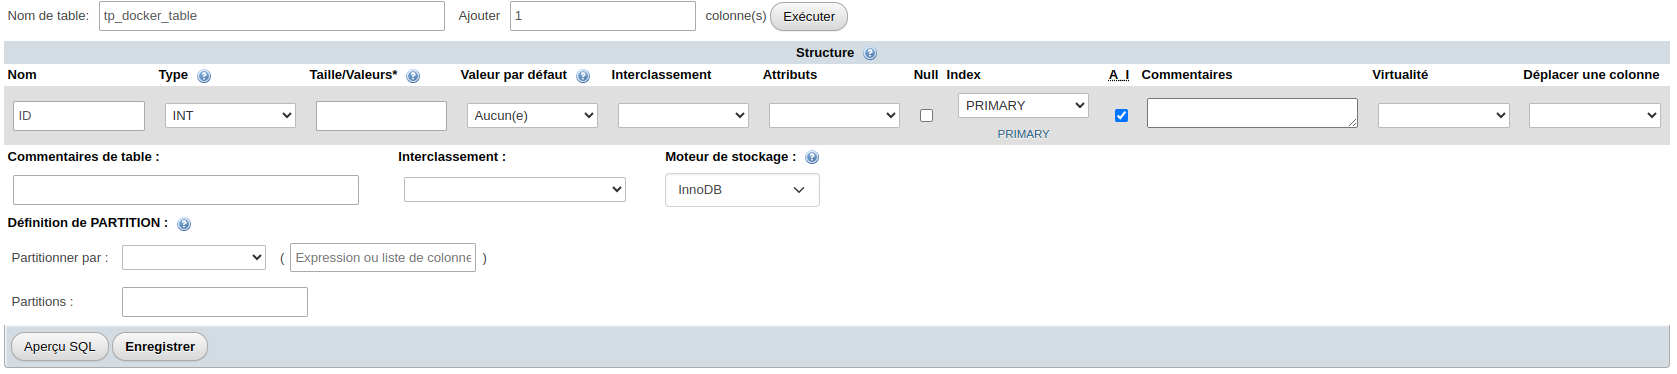 Nom de table: tp_docker_table Ajouter 1 colonne(s) Exécuter
Structure
Nom Type Taille/Valeurs* Valeur par défaut Interclassement Attributs Null Index A_I Commentaires Virtualité Déplacer une colonne
ID INT Aucun(e) PRIMARY
PRIMARY
Commentaires de table : Interclassement : Moteur de stockage :
InnoDB
Définition de PARTITION :
Partitionner par : ( Expression ou liste de colonne )
Partitions :
Aperçu SQL Enregistrer